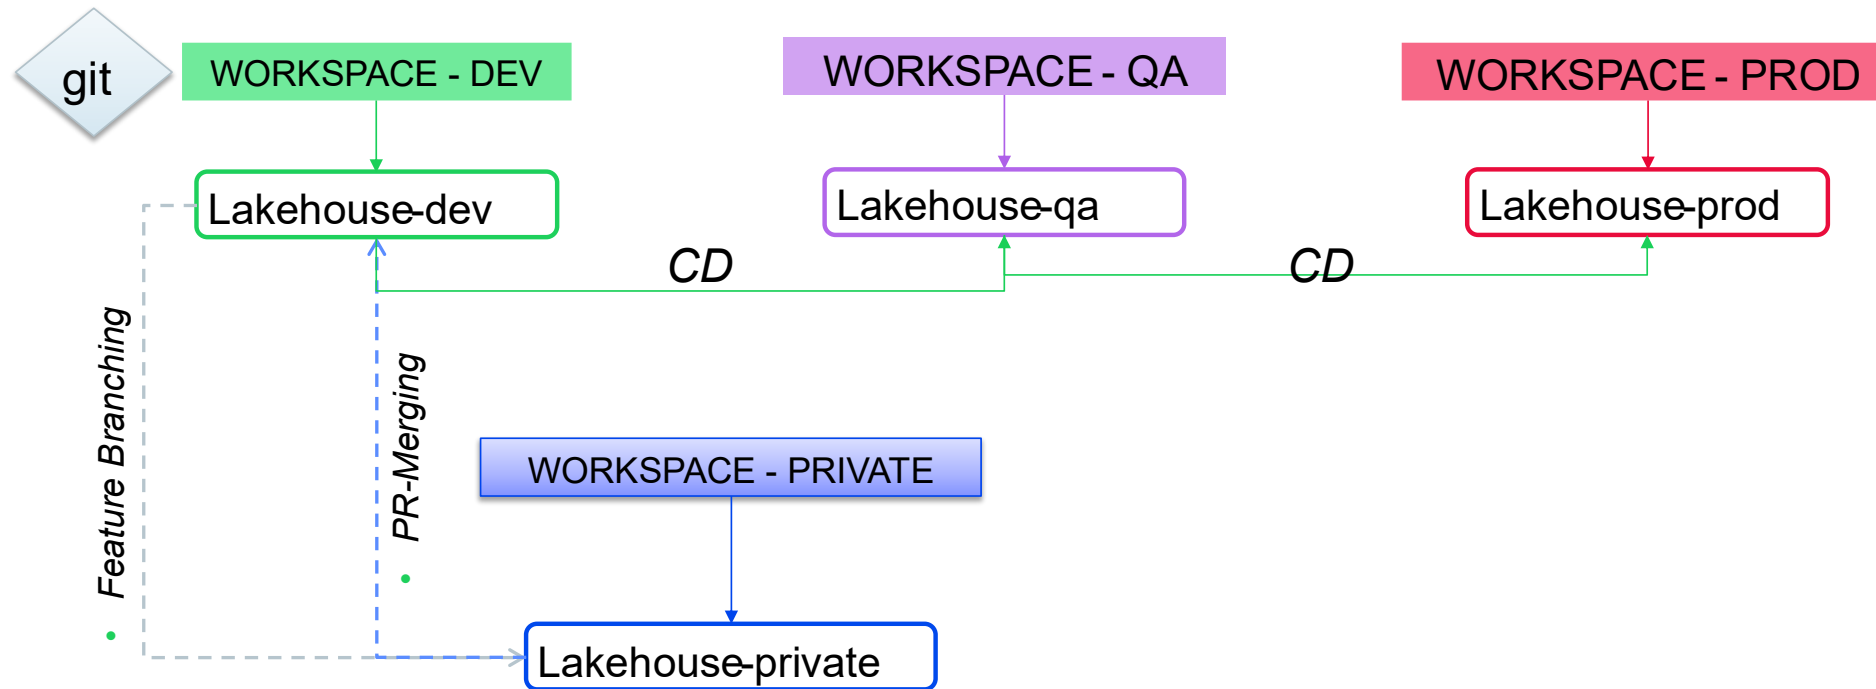 git
WORKSPACE - DEV
WORKSPACE - QA
WORKSPACE - PROD
Lakehouse-dev
Lakehouse-qa
Lakehouse-prod
CD
CD
• Feature Branching
• PR-Merging
WORKSPACE - PRIVATE
Lakehouse-private